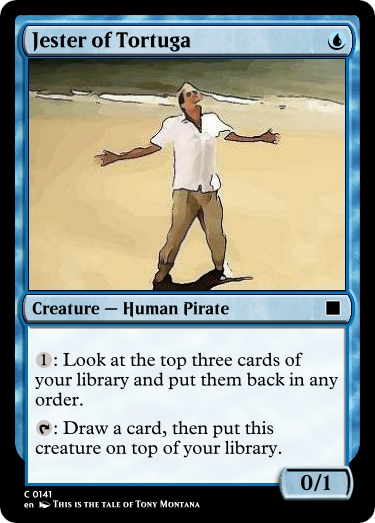 Jester of Tortuga
Creature — Human Pirate
1: Look at the top three cards of
your library and put them back in any
order.
: Draw a card, then put this
creature on top of your library.
0/1
C 0141
en THIS IS THE TALE OF TONY MONTANA